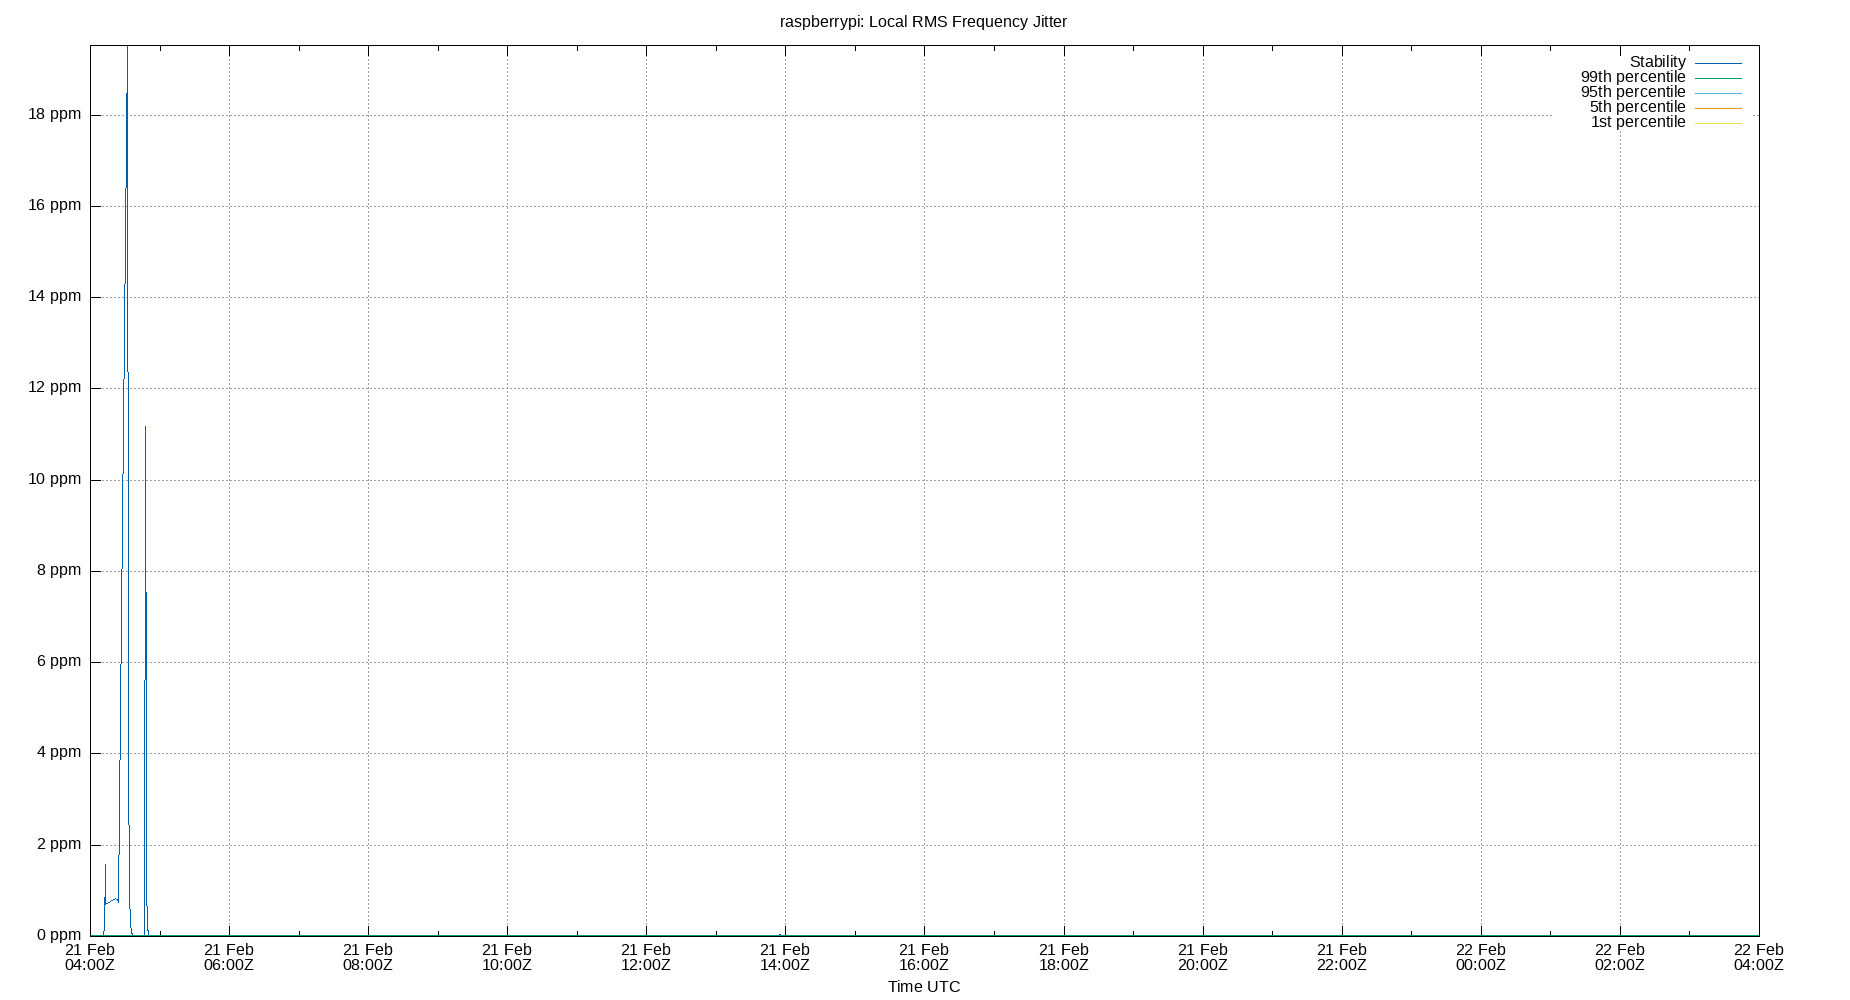 raspberrypi: Local RMS Frequency Jitter
Stability
99th percentile
95th percentile
5th percentile
1st percentile
18 ppm
16 ppm
14 ppm
12 ppm
10 ppm
8 ppm
6 ppm
4 ppm
2 ppm
0 ppm
21 Feb 21 Feb 21 Feb 21 Feb 21 Feb 21 Feb 21 Feb 21 Feb 21 Feb 21 Feb 22 Feb 22 Feb 22 Feb
04:00Z 06:00Z 08:00Z 10:00Z 12:00Z 14:00Z 16:00Z 18:00Z 20:00Z 22:00Z 00:00Z 02:00Z 04:00Z
Time UTC